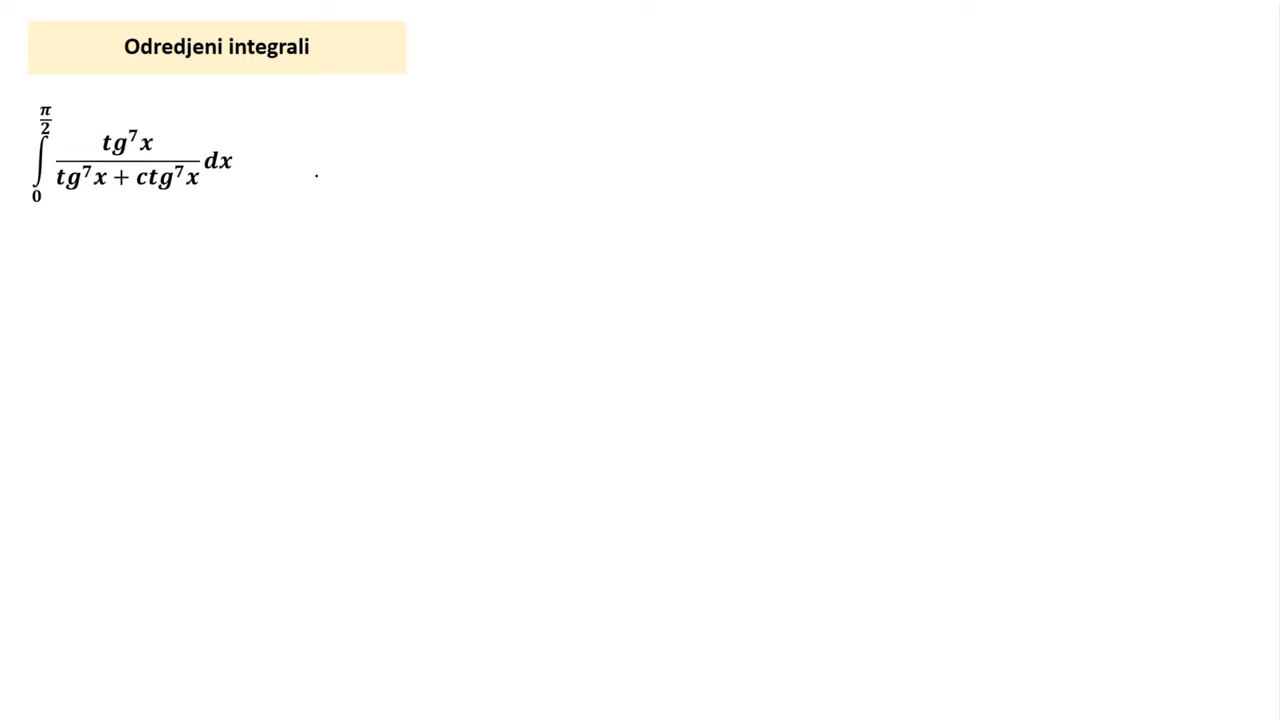 Odredjeni integrali
∫₀^(π/2) tg⁷x / (tg⁷x + ctg⁷x) dx